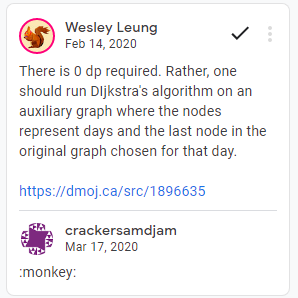 Wesley Leung
Feb 14, 2020
There is 0 dp required. Rather, one
should run DIjkstra's algorithm on an
auxiliary graph where the nodes
represent days and the last node in the
original graph chosen for that day.
https://dmoj.ca/src/1896635
crackersamdjam
Mar 17, 2020
:monkey: